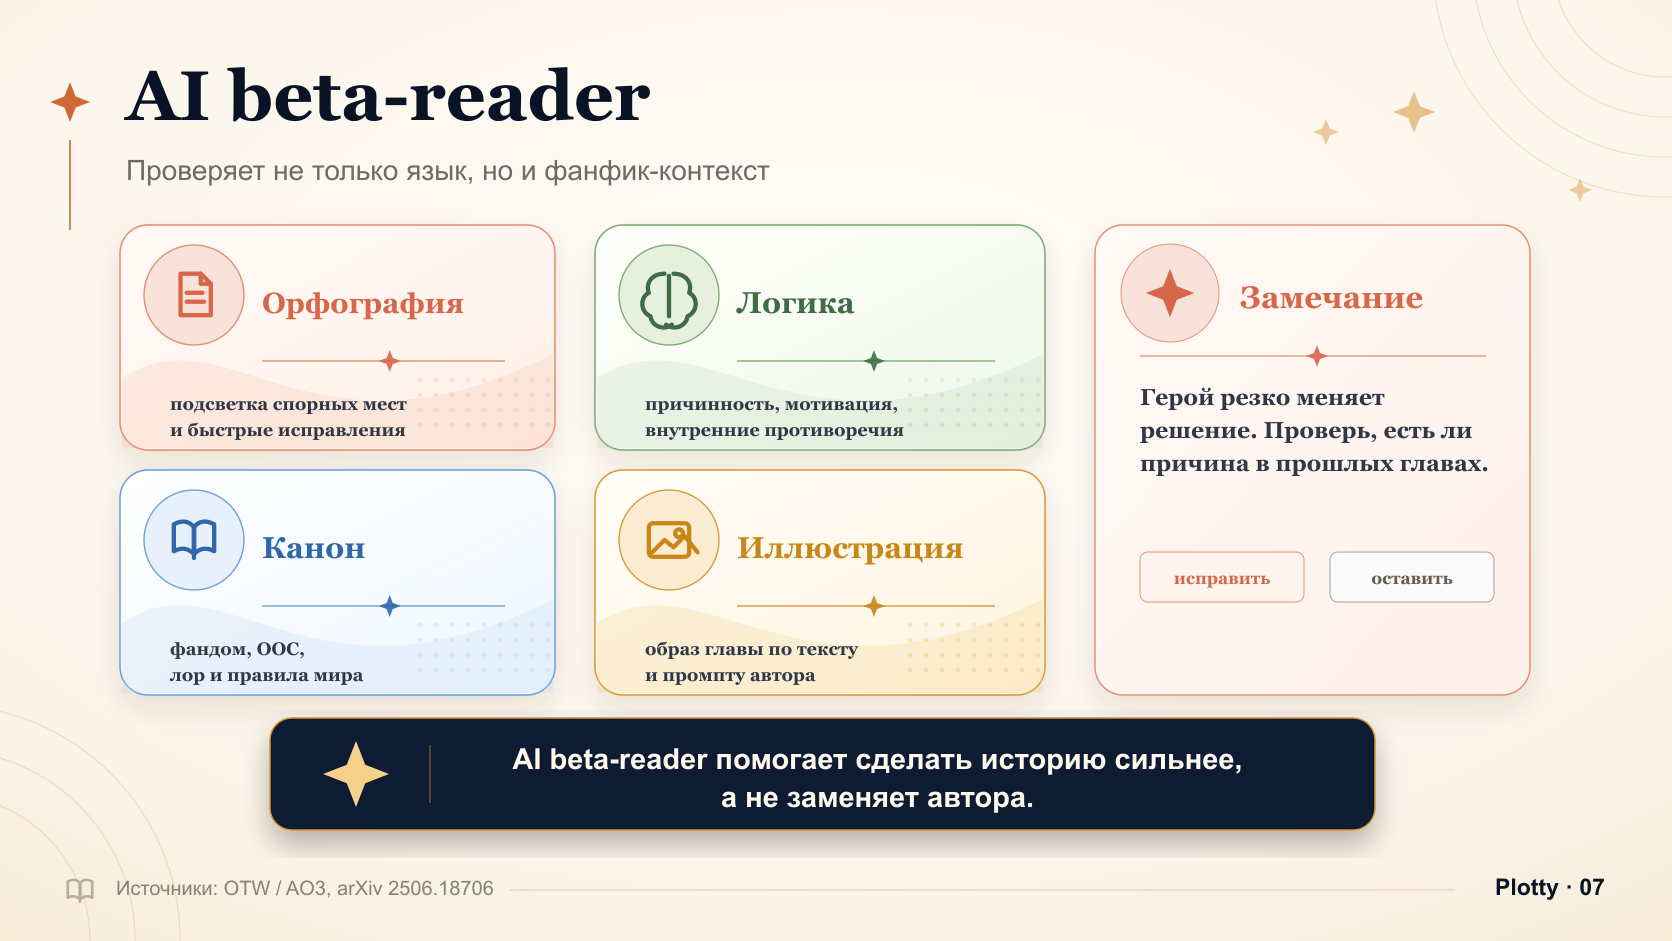 AI beta-reader
Проверяет не только язык, но и фанфик-контекст
Орфография
подсветка спорных мест
и быстрые исправления
Логика
причинность, мотивация,
внутренние противоречия
Канон
фандом, ООС,
лор и правила мира
Иллюстрация
образ главы по тексту
и промпту автора
Замечание
Герой резко меняет
решение. Проверь, есть ли
причина в прошлых главах.
исправить
оставить
AI beta-reader помогает сделать историю сильнее,
а не заменяет автора.
Источники: OTW / AO3, arXiv 2506.18706
Plotty · 07